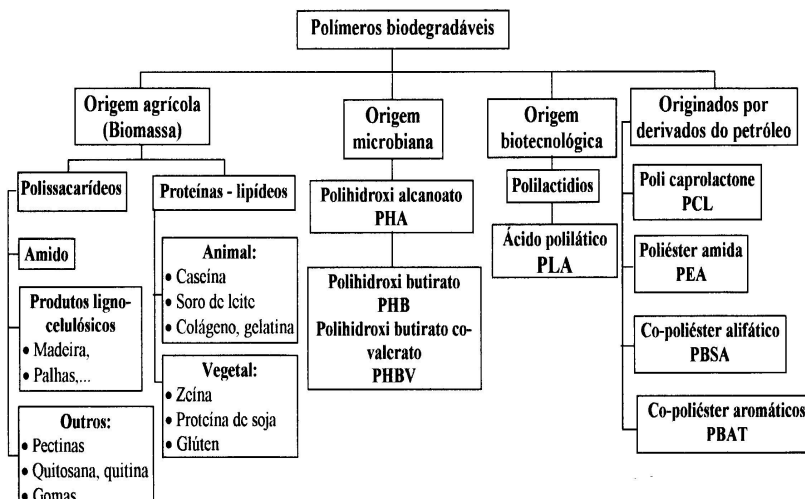 Polímeros biodegradáveis
Origem agrícola
(Biomassa)
Polissacarídeos
Amido
Produtos ligno-
celulósicos
• Madeira,
• Palhas,...
Outros:
• Pectinas
• Quitosana, quitina
• Gomas
Proteínas - lipídeos
Animal:
• Caseína
• Soro de leite
• Colágeno, gelatina
Vegetal:
• Zeína
• Proteína de soja
• Glúten
Origem
microbiana
Polihidroxi alcanoato
PHA
Polihidroxi butirato
PHB
Polihidroxi butirato co-
valerato
PHBV
Origem
biotecnológica
Polilactidios
Ácido polilático
PLA
Originados por
derivados do petróleo
Poli caprolactone
PCL
Poliéster amida
PEA
Co-poliéster alifático
PBSA
Co-poliéster aromáticos
PBAT